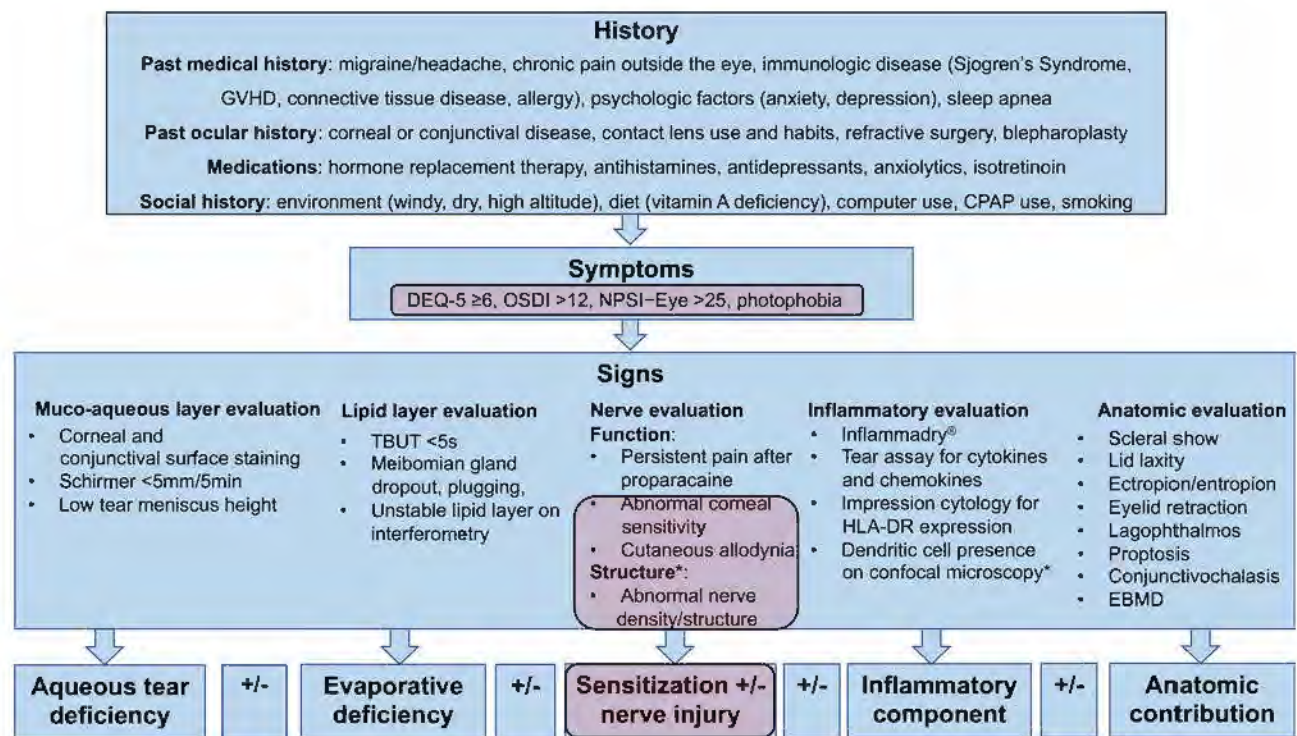 History
Past medical history: migraine/headache, chronic pain outside the eye, immunologic disease (Sjogren's Syndrome,
GVHD, connective tissue disease, allergy), psychologic factors (anxiety, depression), sleep apnea
Past ocular history: corneal or conjunctival disease, contact lens use and habits, refractive surgery, blepharoplasty
Medications: hormone replacement therapy, antihistamines, antidepressants, anxiolytics, isotretinoin
Social history: environment (windy, dry, high altitude), diet (vitamin A deficiency), computer use, CPAP use, smoking
Symptoms
DEQ-5 ≥6, OSDI >12, NPSI−Eye >25, photophobia
Signs
Muco-aqueous layer evaluation
• Corneal and
conjunctival surface staining
• Schirmer <5mm/5min
• Low tear meniscus height
Lipid layer evaluation
• TBUT <5s
• Meibomian gland
dropout, plugging,
• Unstable lipid layer on
interferometry
Nerve evaluation
Function:
• Persistent pain after
proparacaine
• Abnormal corneal
sensitivity
• Cutaneous allodynia
Structure*:
• Abnormal nerve
density/structure
Inflammatory evaluation
• Inflammadry®
• Tear assay for cytokines
and chemokines
• Impression cytology for
HLA-DR expression
• Dendritic cell presence
on confocal microscopy*
Anatomic evaluation
• Scleral show
• Lid laxity
• Ectropion/entropion
• Eyelid retraction
• Lagophthalmos
• Proptosis
• Conjunctivochalasis
• EBMD
Aqueous tear
deficiency
+/-
Evaporative
deficiency
+/-
Sensitization +/-
nerve injury
+/-
Inflammatory
component
+/-
Anatomic
contribution